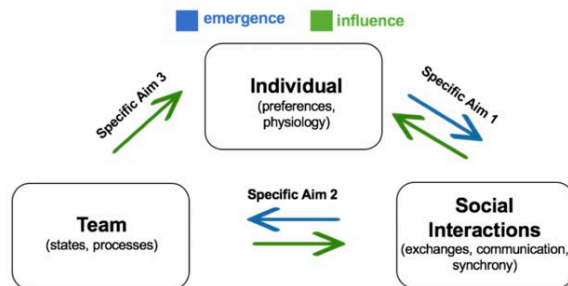 emergence
influence
Specific Aim 3
Individual
(preferences,
physiology)
Specific Aim 1
Specific Aim 2
Team
(states, processes)
Social
Interactions
(exchanges, communication,
synchrony)